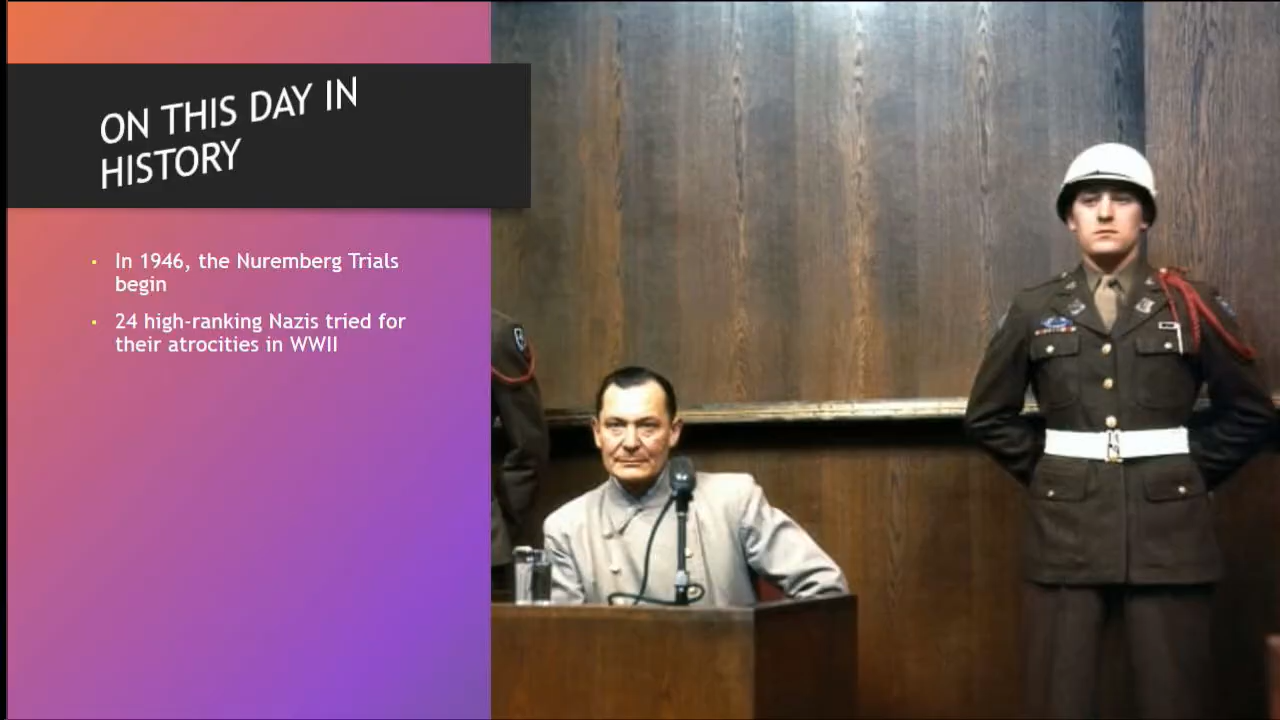 ON THIS DAY IN
HISTORY
In 1946, the Nuremberg Trials
begin
24 high-ranking Nazis tried for
their atrocities in WWII